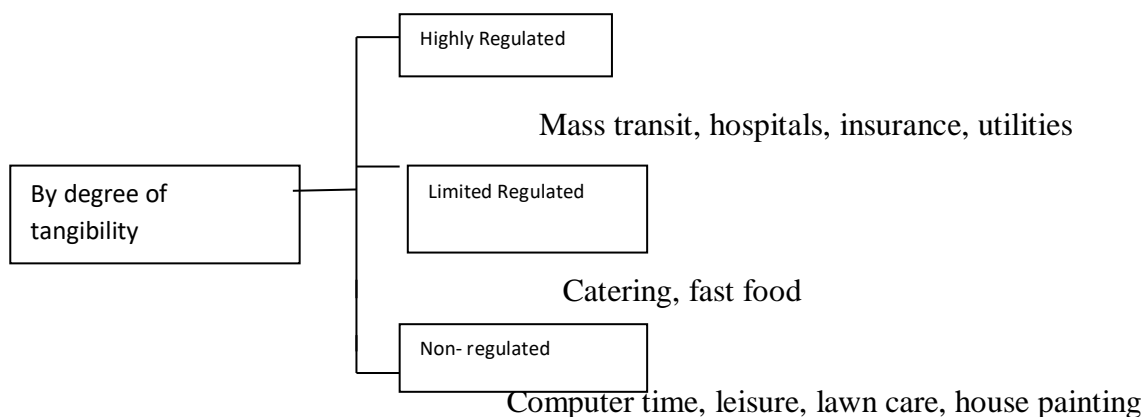 Highly Regulated
Mass transit, hospitals, insurance, utilities
By degree of
tangibility
Limited Regulated
Catering, fast food
Non- regulated
Computer time, leisure, lawn care, house painting